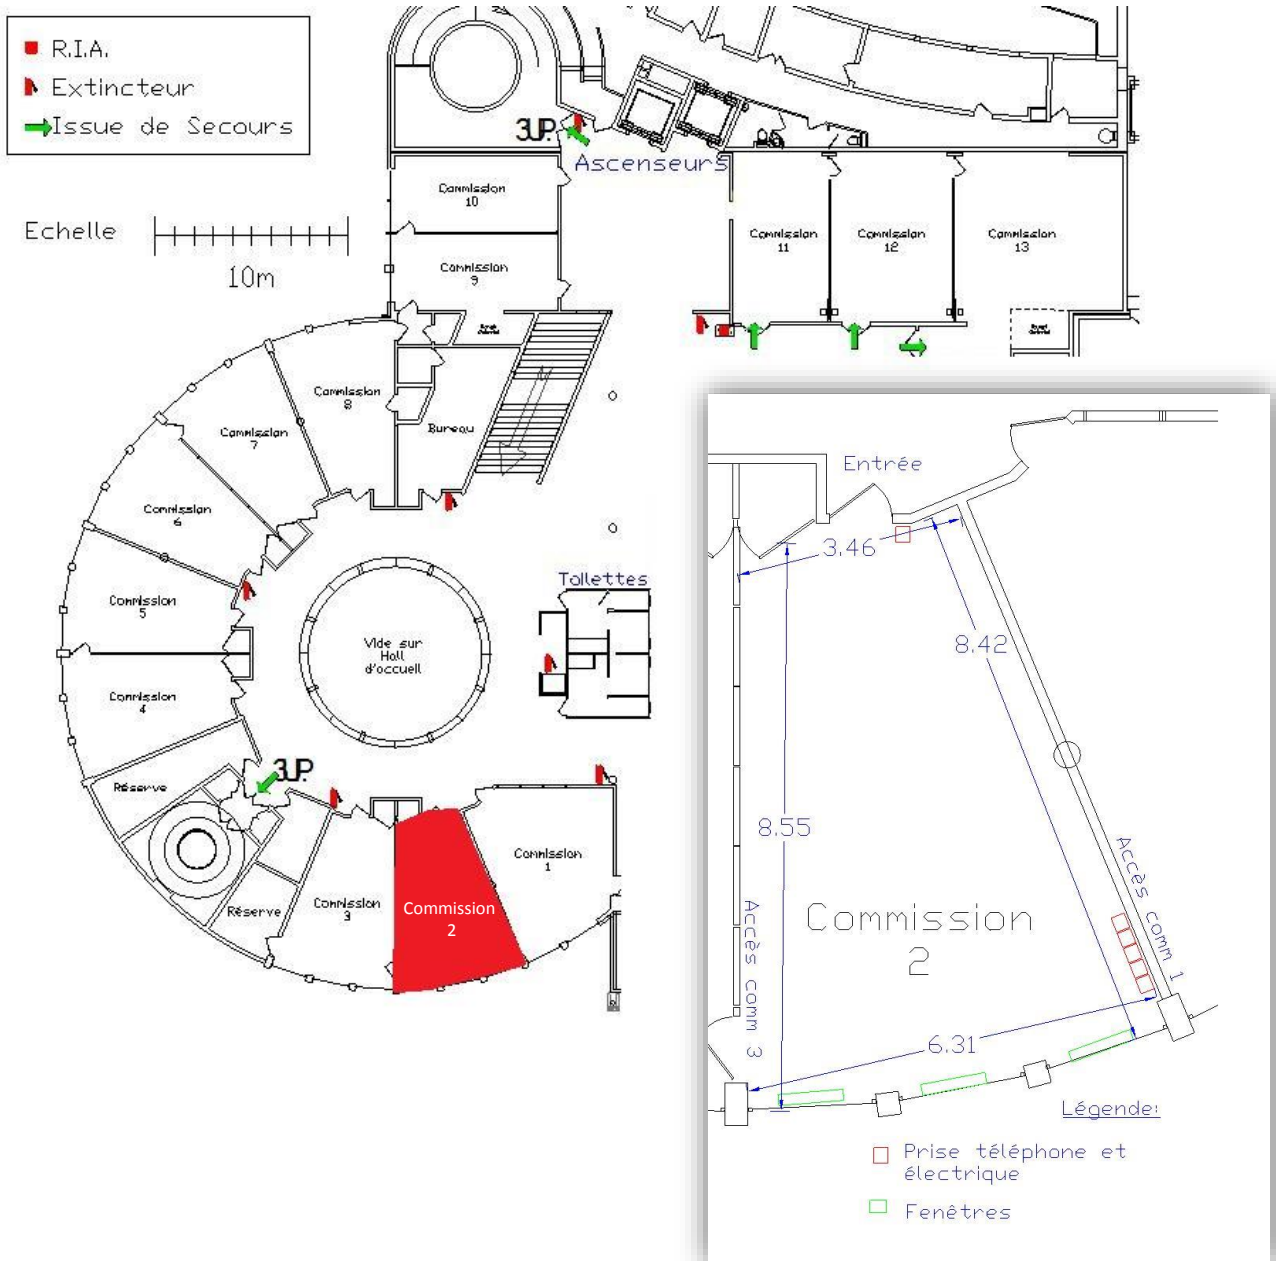 R.I.A.
Extincteur
Issue de Secours
Echelle
10m
3UP.
Ascenseurs
Commission
10
Commission
9
Commission
11
Commission
12
Commission
13
Commission
8
Bureau
Commission
7
Commission
6
Commission
5
Commission
4
Vide sur
Hall
d'accueil
Toilettes
3UP.
Réserve
Réserve
Commission
3
Commission
2
Commission
1
Entrée
3.46
8.42
8.55
Accès comm 1
Accès comm 3
Commission
2
6.31
Légende:
Prise téléphone et
électrique
Fenêtres